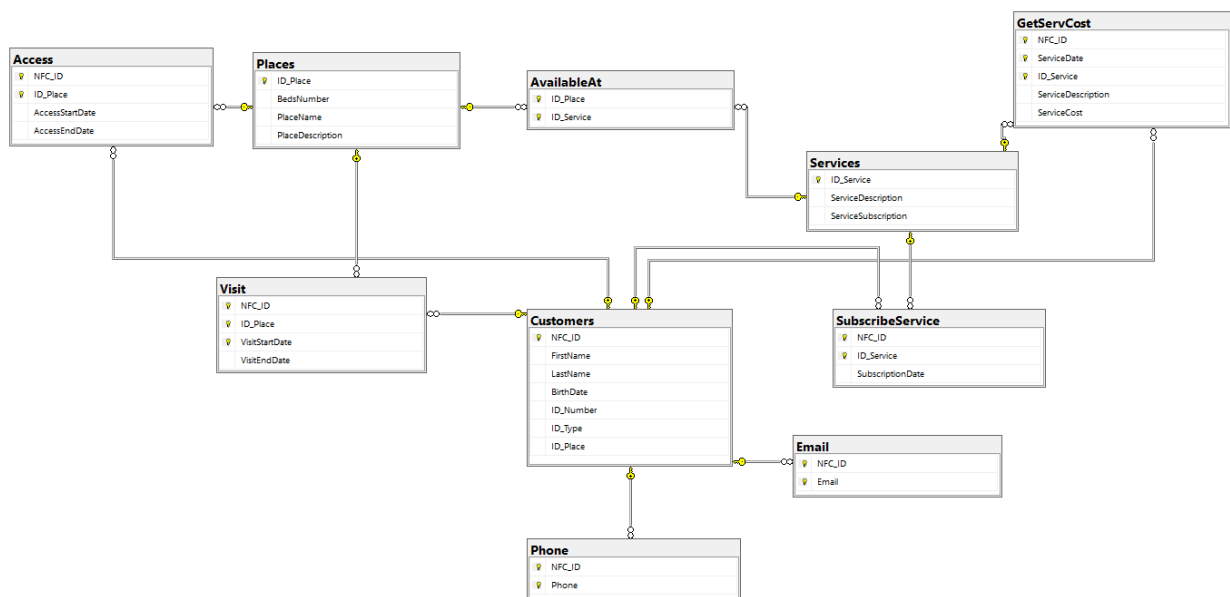 Access
NFC_ID
ID_Place
AccessStartDate
AccessEndDate
Places
ID_Place
BedsNumber
PlaceName
PlaceDescription
AvailableAt
ID_Place
ID_Service
GetServCost
NFC_ID
ServiceDate
ID_Service
ServiceDescription
ServiceCost
Services
ID_Service
ServiceDescription
ServiceSubscription
Visit
NFC_ID
ID_Place
VisitStartDate
VisitEndDate
Customers
NFC_ID
FirstName
LastName
BirthDate
ID_Number
ID_Type
ID_Place
SubscribeService
NFC_ID
ID_Service
SubscriptionDate
Email
NFC_ID
Email
Phone
NFC_ID
Phone